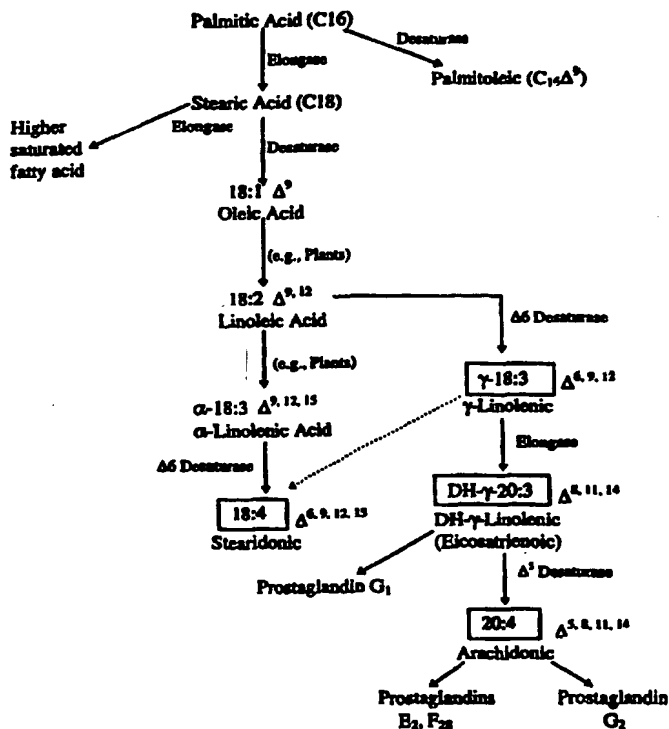 Palmitic Acid (C16)
Desaturase
Elongase
Palmitoleic (C₁₆Δ⁹)
Stearic Acid (C18)
Elongase
Higher
saturated
fatty acid
Desaturase
18:1 Δ⁹
Oleic Acid
(e.g., Plants)
18:2 Δ⁹, ¹²
Linoleic Acid
Δ6 Desaturase
(e.g., Plants)
γ-18:3 Δ⁶, ⁹, ¹²
γ-Linolenic
α-18:3 Δ⁹, ¹², ¹⁵
α-Linolenic Acid
Elongase
Δ6 Desaturase
DH-γ-20:3 Δ⁸, ¹¹, ¹⁴
DH-γ-Linolenic
(Eicosatrienoic)
18:4 Δ⁶, ⁹, ¹², ¹⁵
Stearidonic
Δ⁵ Desaturase
Prostaglandin G₁
20:4 Δ⁵, ⁸, ¹¹, ¹⁴
Arachidonic
Prostaglandins
E₂,
Prostaglandin
G₂